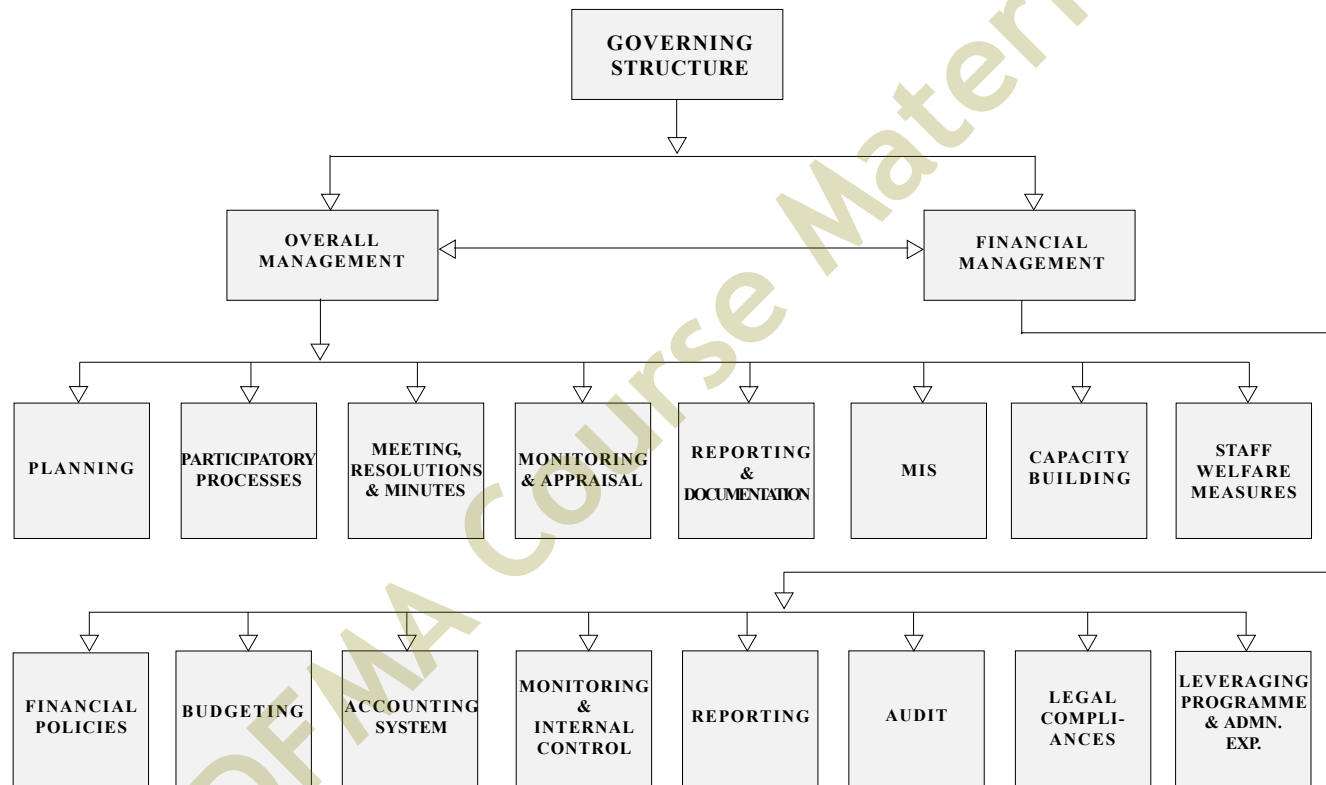 GOVERNING
STRUCTURE
OVERALL
MANAGEMENT
FINANCIAL
MANAGEMENT
PLANNING
PARTICIPATORY
PROCESSES
MEETING,
RESOLUTIONS
& MINUTES
MONITORING
& APPRAISAL
REPORTING
&
DOCUMENTATION
MIS
CAPACITY
BUILDING
STAFF
WELFARE
MEASURES
FINANCIAL
POLICIES
BUDGETING
ACCOUNTING
SYSTEM
MONITORING
&
INTERNAL
CONTROL
REPORTING
AUDIT
LEGAL
COMPLI-
ANCES
LEVERAGING
PROGRAMME
& ADMN.
EXP.
DFMA Course Mater